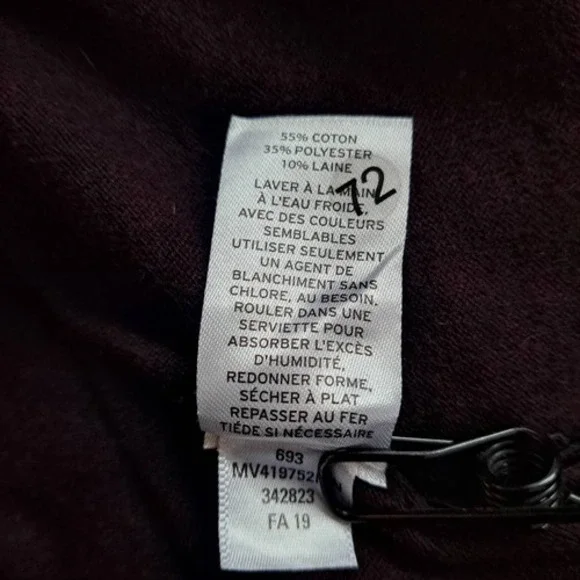 55% COTON
35% POLYESTER
10% LAINE
LAVER À LA MAIN
À L'EAU FROIDE,
AVEC DES COULEURS
SEMBLABLES
UTILISER SEULEMENT
UN AGENT DE
BLANCHIMENT SANS
CHLORE, AU BESOIN.
ROULER DANS UNE
SERVIETTE POUR
ABSORBER L'EXCÈS
D'HUMIDITÉ,
REDONNER FORME,
SÉCHER À PLAT
REPASSER AU FER
TIÉDE SI NÉCESSAIRE
12
693
342823
FA 19